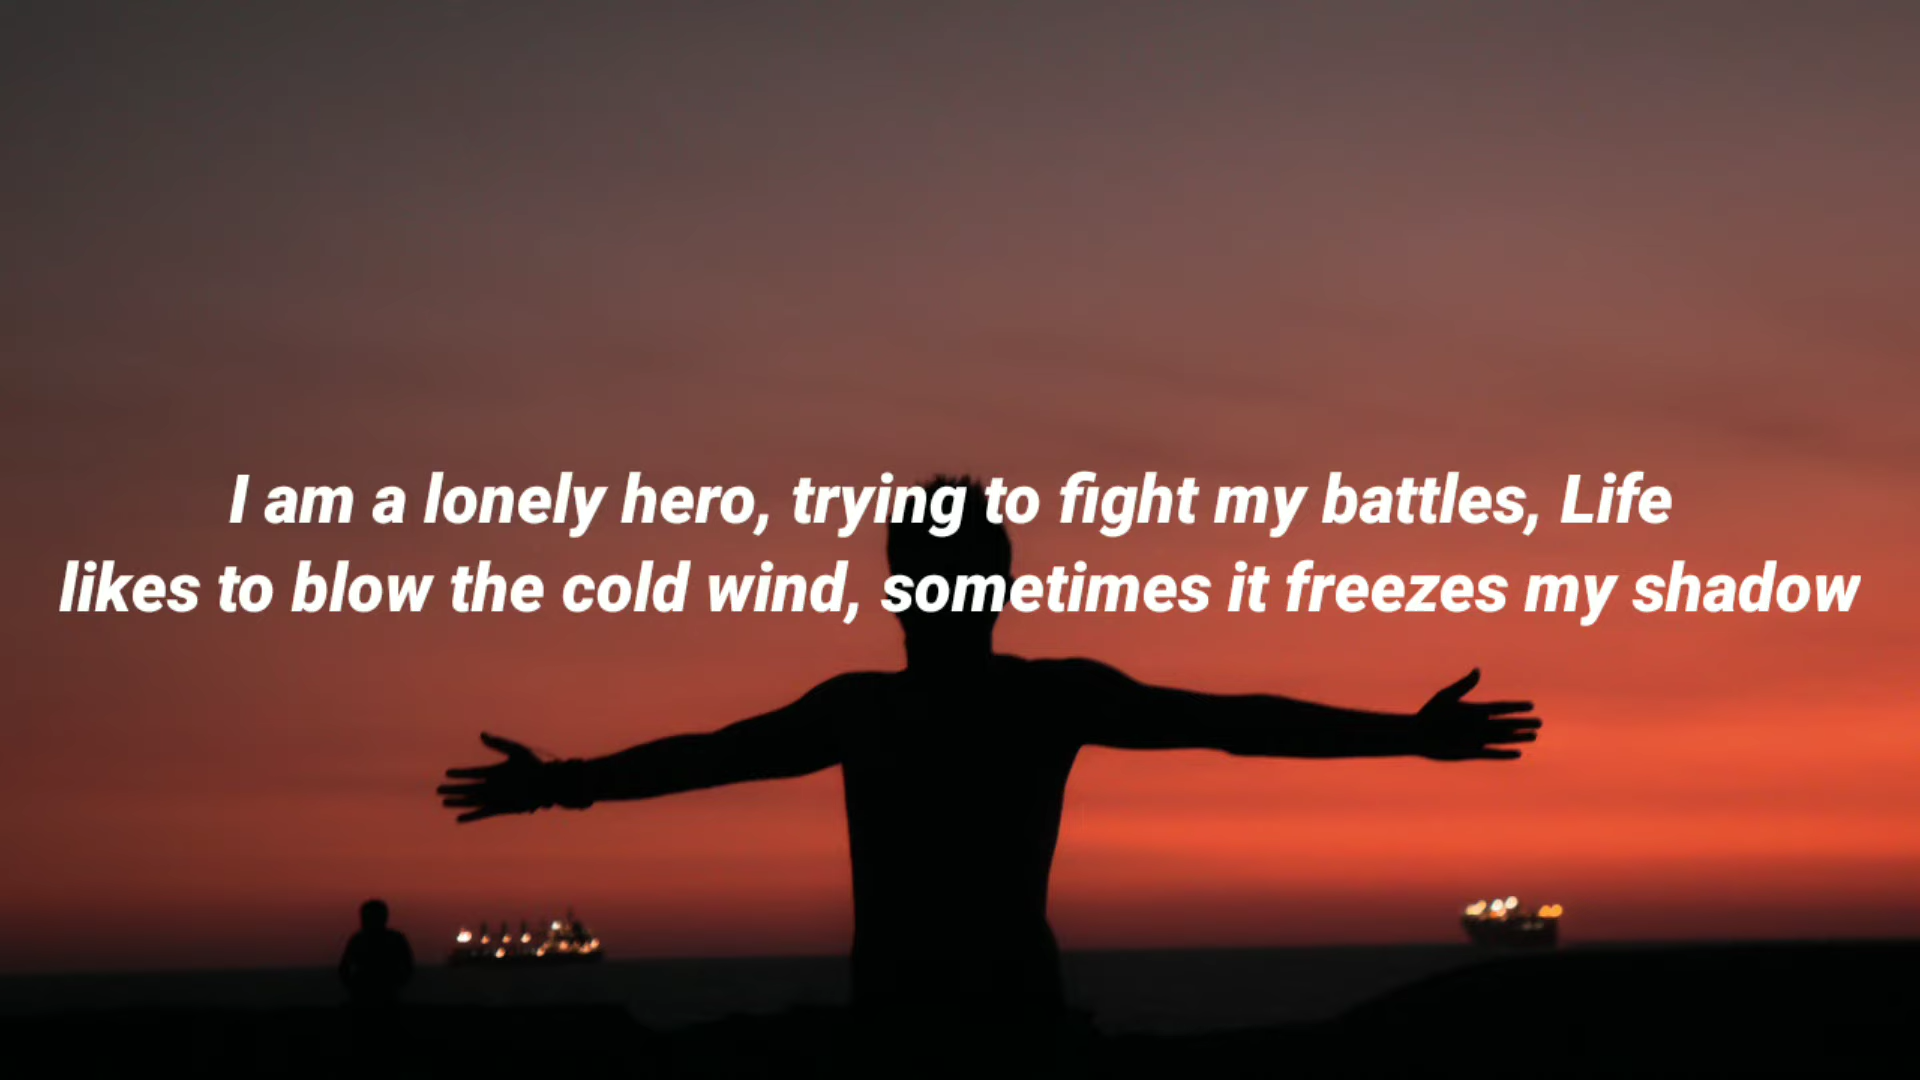 I am a lonely hero, trying to fight my battles, Life
likes to blow the cold wind, sometimes it freezes my shadow